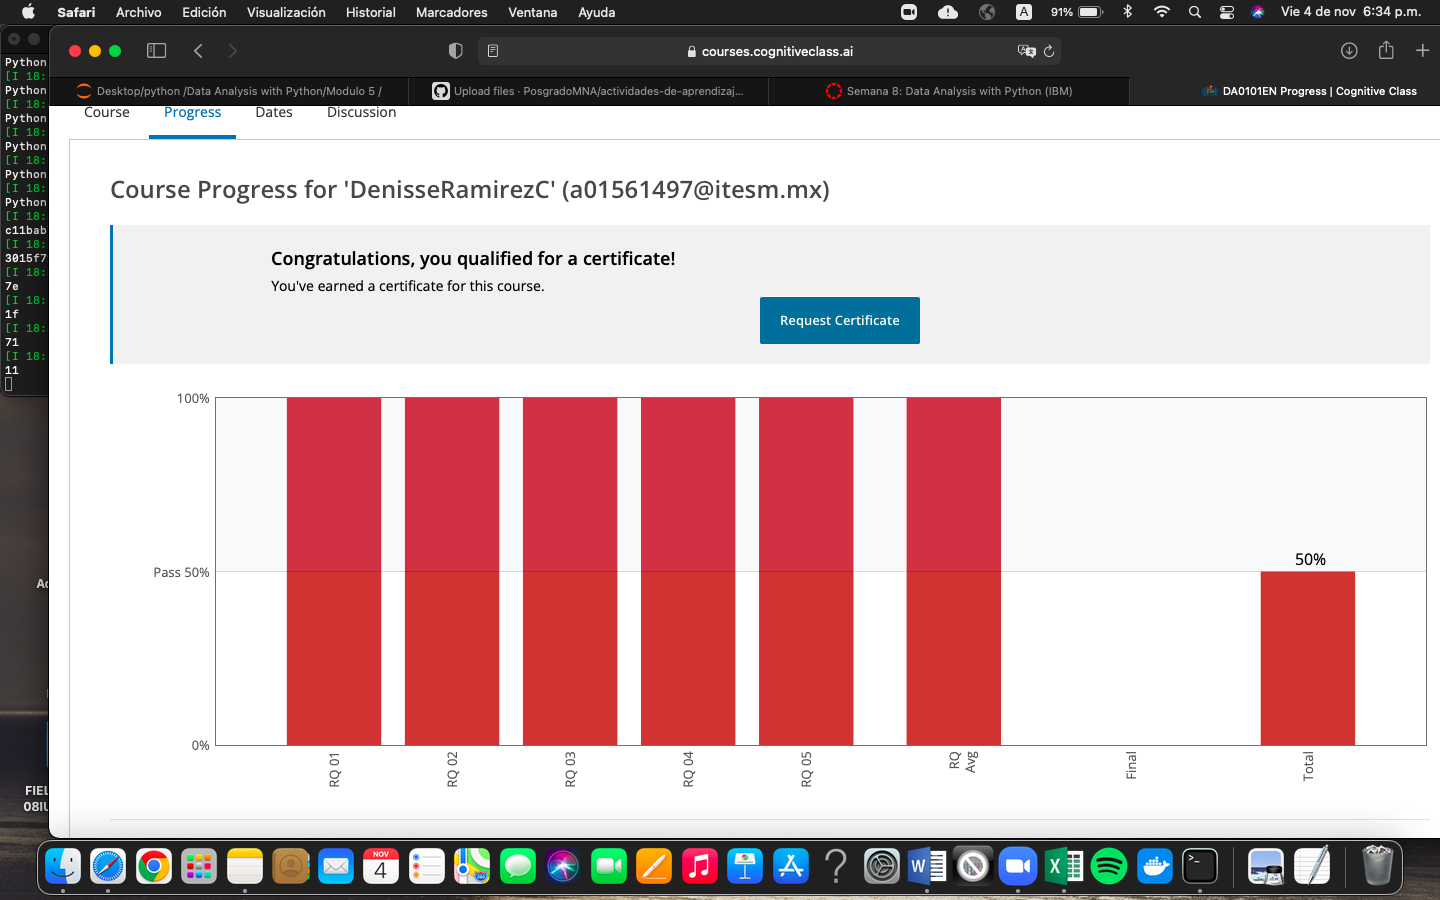 Safari Archivo Edición Visualización Historial Marcadores Ventana Ayuda A 91% Vie 4 de nov 6:34 p.m.
courses.cognitiveclass.ai
Desktop/python /Data Analysis with Python/Modulo 5 /
Upload files · PosgradoMNA/actividades-de-aprendizaj...
Semana 8: Data Analysis with Python (IBM)
DA0101EN Progress | Cognitive Class
Python
[I 18:
Python
[I 18:
Python
[I 18:
Python
[I 18:
Python
[I 18:
Python
[I 18:
c11bab
[I 18:
3015f7
[I 18:
7e
[I 18:
1f
[I 18:
71
[I 18:
11
Course Progress Dates Discussion
Course Progress for 'DenisseRamirezC' (a01561497@itesm.mx)
Congratulations, you qualified for a certificate!
You've earned a certificate for this course.
Request Certificate
100%
Pass 50%
0%
50%
RQ 01
RQ 02
RQ 03
RQ 04
RQ 05
RQ
Avg
Final
Total
FIEL
NOV
4
W
X
>_